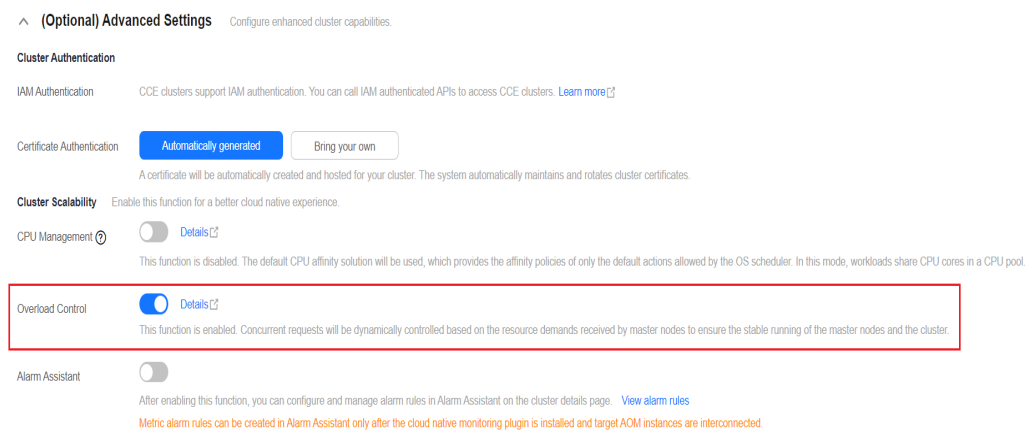 (Optional) Advanced Settings Configure enhanced cluster capabilities.
Cluster Authentication
IAM Authentication CCE clusters support IAM authentication. You can call IAM authenticated APIs to access CCE clusters. Learn more
Certificate Authentication Automatically generated Bring your own
A certificate will be automatically created and hosted for your cluster. The system automatically maintains and rotates cluster certificates.
Cluster Scalability Enable this function for a better cloud native experience.
CPU Management ? Details
This function is disabled. The default CPU affinity solution will be used, which provides the affinity policies of only the default actions allowed by the OS scheduler. In this mode, workloads share CPU cores in a CPU pool.
Overload Control Details
This function is enabled. Concurrent requests will be dynamically controlled based on the resource demands received by master nodes to ensure the stable running of the master nodes and the cluster.
Alarm Assistant
After enabling this function, you can configure and manage alarm rules in Alarm Assistant on the cluster details page. View alarm rules
Metric alarm rules can be created in Alarm Assistant only after the cloud native monitoring plugin is installed and target AOM instances are interconnected.